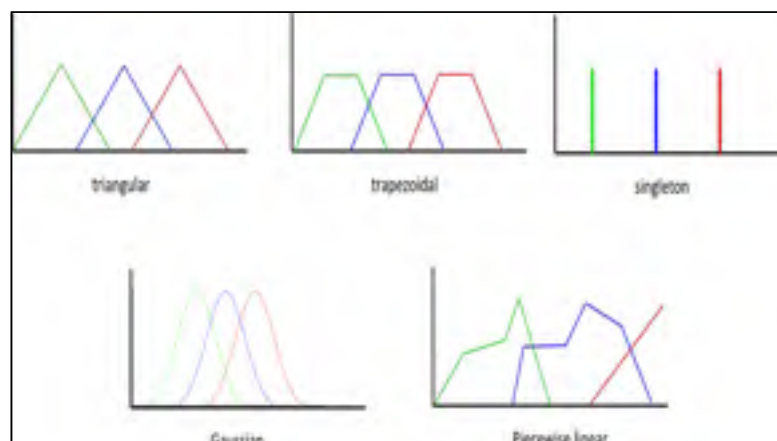 triangular
trapezoidal
singleton
Gaussian
Piecewise linear